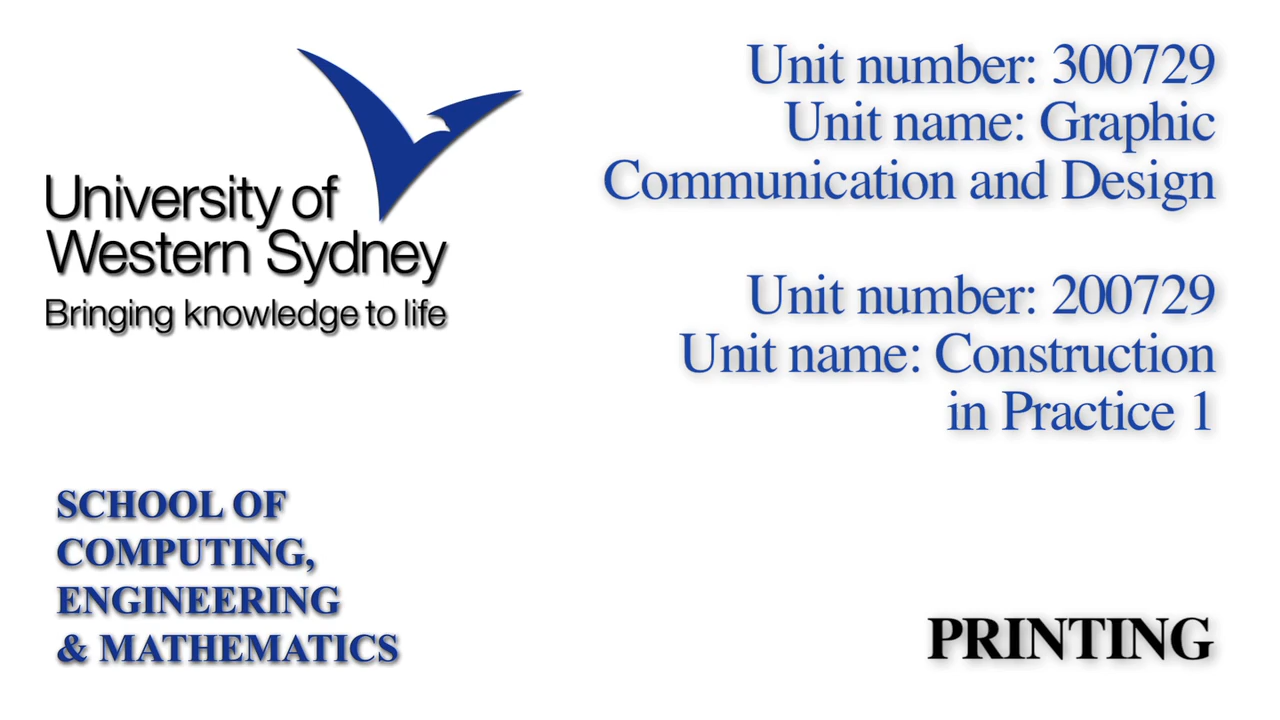 University of
Western Sydney
Bringing knowledge to life
Unit number: 300729
Unit name: Graphic
Communication and Design
Unit number: 200729
Unit name: Construction
in Practice 1
SCHOOL OF
COMPUTING,
ENGINEERING
& MATHEMATICS
PRINTING